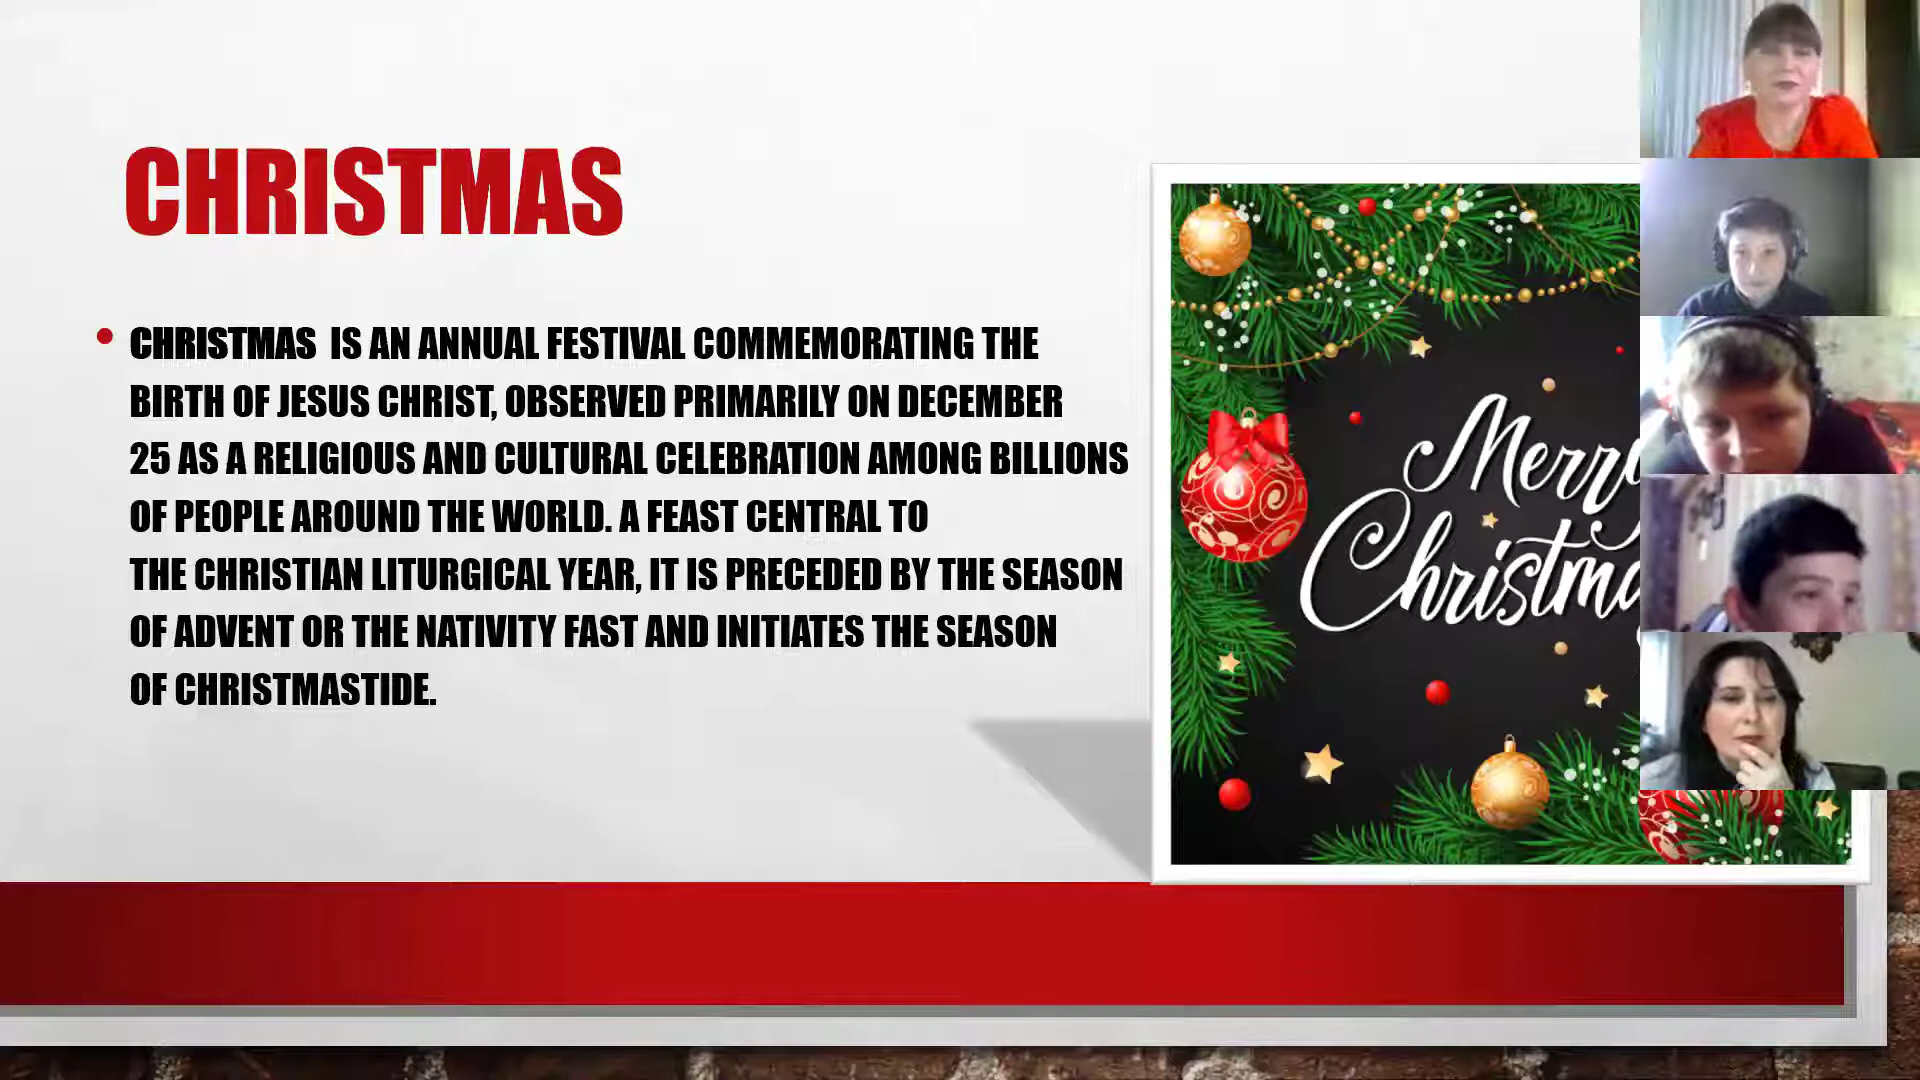 CHRISTMAS
CHRISTMAS IS AN ANNUAL FESTIVAL COMMEMORATING THE
BIRTH OF JESUS CHRIST, OBSERVED PRIMARILY ON DECEMBER
25 AS A RELIGIOUS AND CULTURAL CELEBRATION AMONG BILLIONS
OF PEOPLE AROUND THE WORLD. A FEAST CENTRAL TO
THE CHRISTIAN LITURGICAL YEAR, IT IS PRECEDED BY THE SEASON
OF ADVENT OR THE NATIVITY FAST AND INITIATES THE SEASON
OF CHRISTMASTIDE.
Merry
Christma